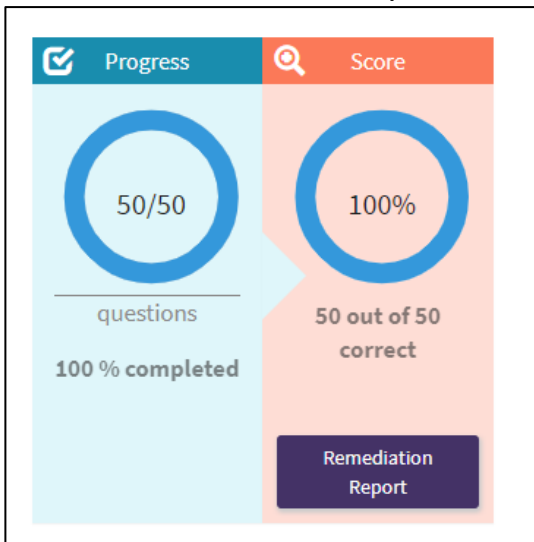 Progress
50/50
questions
100 % completed
Score
100%
50 out of 50
correct
Remediation
Report